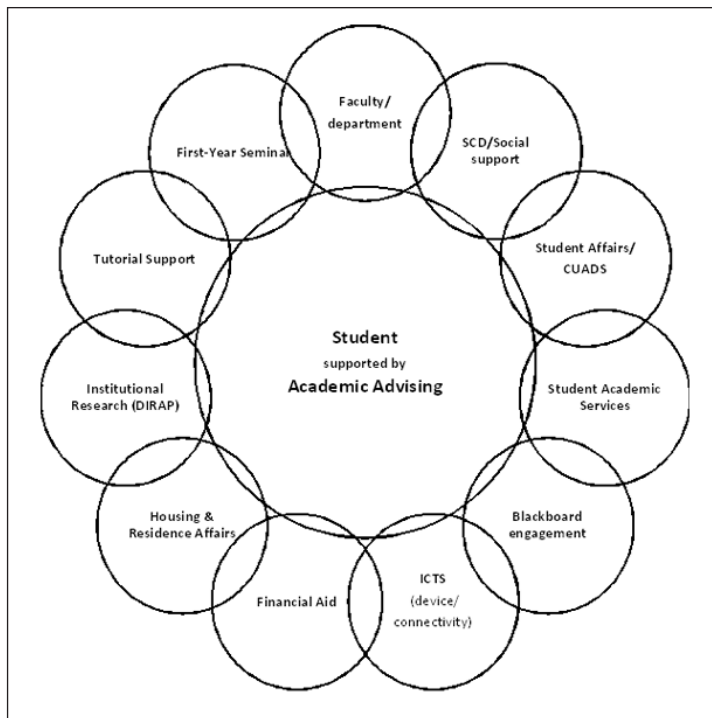 Faculty/
department
SCD/Social
support
Student Affairs/
CUADS
Student Academic
Services
Blackboard
engagement
ICTS
(device/
connectivity)
Financial Aid
Housing &
Residence Affairs
Institutional
Research (DIRAP)
Tutorial Support
First-Year Seminar
Student
supported by
Academic Advising